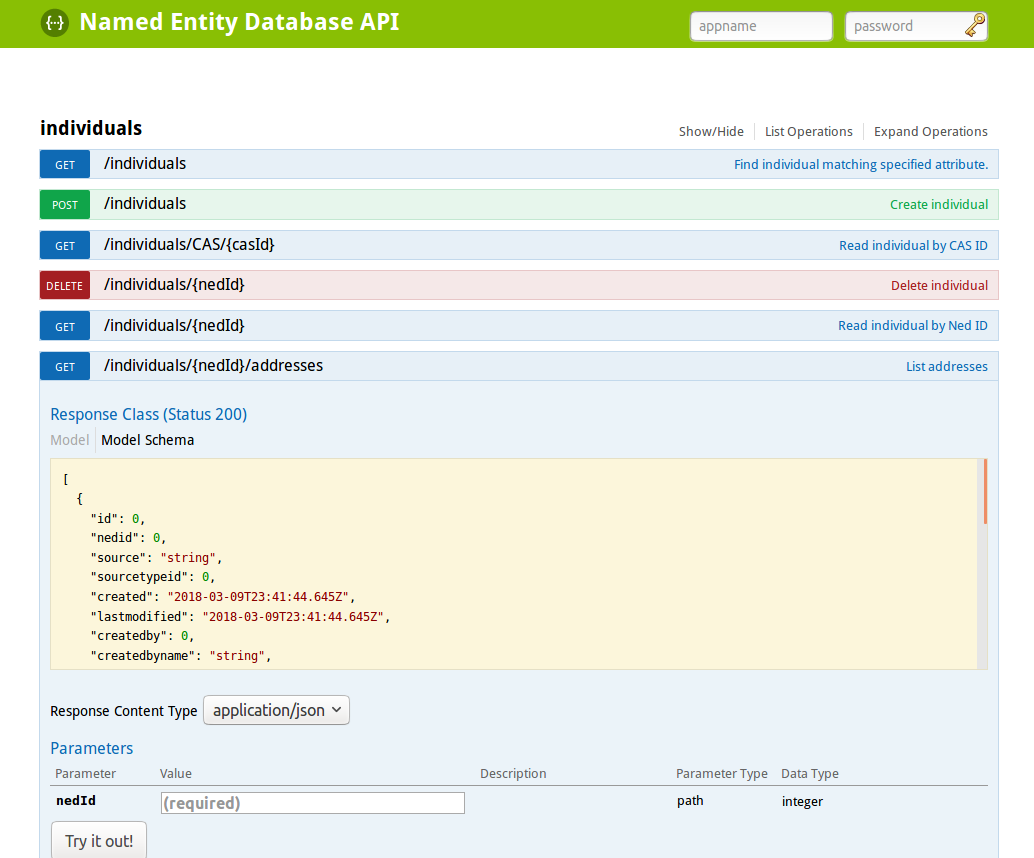 {··} Named Entity Database API appname password
individuals Show/Hide List Operations Expand Operations
GET /individuals Find individual matching specified attribute.
POST /individuals Create individual
GET /individuals/CAS/{casId} Read individual by CAS ID
DELETE /individuals/{nedId} Delete individual
GET /individuals/{nedId} Read individual by Ned ID
GET /individuals/{nedId}/addresses List addresses
Response Class (Status 200)
Model Model Schema
[
{
"id": 0,
"nedid": 0,
"source": "string",
"sourcetypeid": 0,
"created": "2018-03-09T23:41:44.645Z",
"lastmodified": "2018-03-09T23:41:44.645Z",
"createdby": 0,
"createdbyname": "string",
Response Content Type application/json
Parameters
Parameter Value Description Parameter Type Data Type
nedId (required) path integer
Try it out!